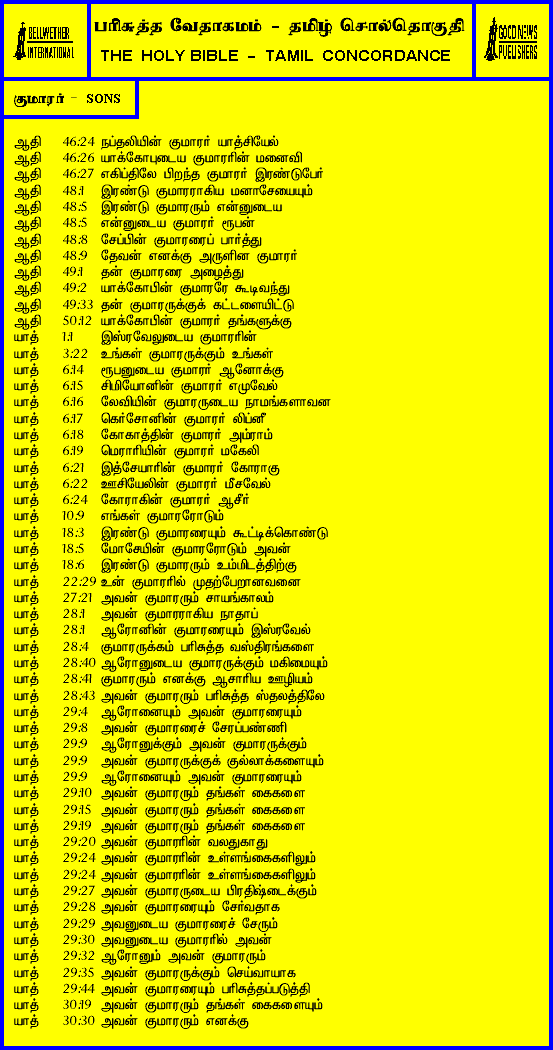 BELLWETHER
INTERNATIONAL
பரிசுத்த வேதாகமம் - தமிழ் சொல்தொகுதி
THE HOLY BIBLE - TAMIL CONCORDANCE
GOOD NEWS
PUBLISHERS
குமாரர் - SONS
ஆதி 46:24 நப்தலியின் குமாரர் யாத்சியேல்
ஆதி 46:26 யாக்கோபுடைய குமாரரின் மனைவி
ஆதி 46:27 எகிப்திலே பிறந்த குமாரர் இரண்டுபேர்
ஆதி 48:1 இரண்டு குமாரராகிய மனாசேயையும்
ஆதி 48:5 இரண்டு குமாரரும் என்னுடைய
ஆதி 48:5 என்னுடைய குமாரர் ரூபன்
ஆதி 48:8 சேப்பின் குமாரரைப் பார்த்து
ஆதி 48:9 தேவன் எனக்கு அருளின குமாரர்
ஆதி 49:1 தன் குமாரரை அழைத்து
ஆதி 49:2 யாக்கோபின் குமாரரே கூடிவந்து
ஆதி 49:33 தன் குமாரருக்குக் கட்டளையிட்டு
ஆதி 50:12 யாக்கோபின் குமாரர் தங்களுக்கு
யாத் 1:1 இஸ்ரவேலுடைய குமாரரின்
யாத் 3:22 உங்கள் குமாரருக்கும் உங்கள்
யாத் 6:14 ரூபனுடைய குமாரர் ஆனோக்கு
யாத் 6:15 சிமியோனின் குமாரர் எமுவேல்
யாத் 6:16 லேவியின் குமாரருடைய நாமங்களாவன
யாத் 6:17 கெர்சோனின் குமாரர் லிப்னீ
யாத் 6:18 கோகாத்தின் குமாரர் அம்ராம்
யாத் 6:19 மெராரியின் குமாரர் மகேலி
யாத் 6:21 இத்சேயாரின் குமாரர் கோராகு
யாத் 6:22 ஊசியேலின் குமாரர் மீசவேல்
யாத் 6:24 கோராகின் குமாரர் ஆசீர்
யாத் 10:9 எங்கள் குமாரரோடும்
யாத் 18:3 இரண்டு குமாரரையும் கூட்டிக்கொண்டு
யாத் 18:5 மோசேயின் குமாரரோடும் அவன்
யாத் 18:6 இரண்டு குமாரரும் உம்மிடத்திற்கு
யாத் 22:29 உன் குமாரரில் முதற்பேறானவனை
யாத் 27:21 அவன் குமாரரும் சாயங்காலம்
யாத் 28:1 அவன் குமாரராகிய நாதாப்
யாத் 28:1 ஆரோனின் குமாரரையும் இஸ்ரவேல்
யாத் 28:4 குமாரருக்கம் பரிசுத்த வஸ்திரங்களை
யாத் 28:40 ஆரோனுடைய குமாரருக்கும் மகிமையும்
யாத் 28:41 குமாரரும் எனக்கு ஆசாரிய ஊழியம்
யாத் 28:43 அவன் குமாரரும் பரிசுத்த ஸ்தலத்திலே
யாத் 29:4 ஆரோனையும் அவன் குமாரரையும்
யாத் 29:8 அவன் குமாரரைச் சேரப்பண்ணி
யாத் 29:9 ஆரோனுக்கும் அவன் குமாரருக்கும்
யாத் 29:9 அவன் குமாரருக்குக் குல்லாக்களையும்
யாத் 29:9 ஆரோனையும் அவன் குமாரரையும்
யாத் 29:10 அவன் குமாரரும் தங்கள் கைகளை
யாத் 29:15 அவன் குமாரரும் தங்கள் கைகளை
யாத் 29:19 அவன் குமாரரும் தங்கள் கைகளை
யாத் 29:20 அவன் குமாரரின் வலதுகாது
யாத் 29:24 அவன் குமாரரின் உள்ளங்கைகளிலும்
யாத் 29:24 அவன் குமாரரின் உள்ளங்கைகளிலும்
யாத் 29:27 அவன் குமாரருடைய பிரதிஷ்டைக்கும்
யாத் 29:28 அவன் குமாரரையும் சேர்வதாக
யாத் 29:29 அவனுடைய குமாரரைச் சேரும்
யாத் 29:30 அவனுடைய குமாரரில் அவன்
யாத் 29:32 ஆரோனும் அவன் குமாரரும்
யாத் 29:35 அவன் குமாரருக்கும் செய்வாயாக
யாத் 29:44 அவன் குமாரரையும் பரிசுத்தப்படுத்தி
யாத் 30:19 அவன் குமாரரும் தங்கள் கைகளையும்
யாத் 30:30 அவன் குமாரரும் எனக்கு